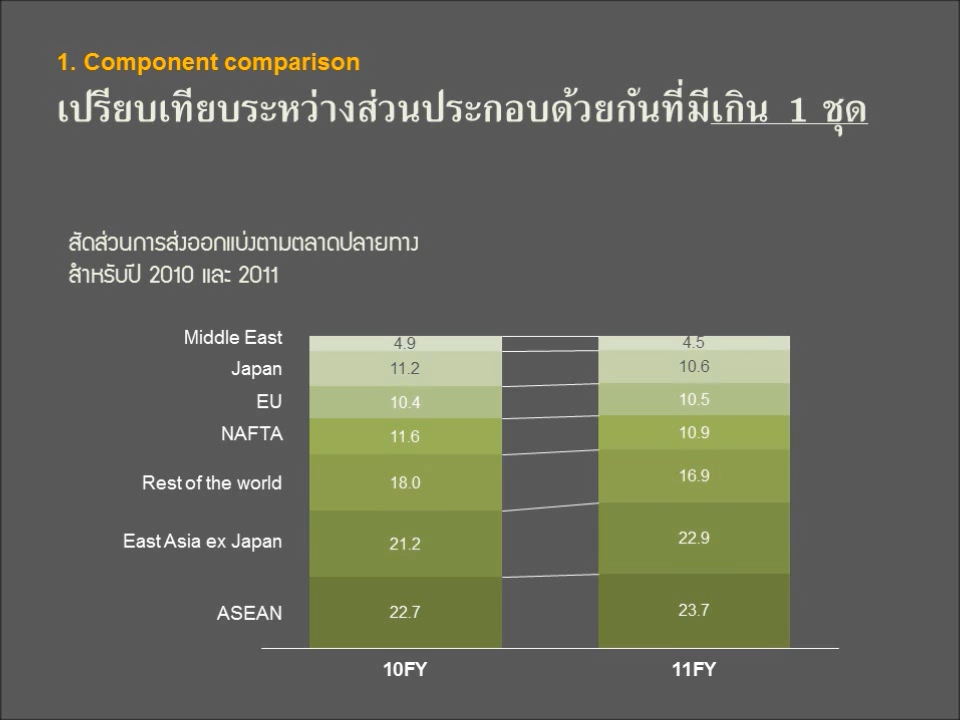 1. Component comparison
เปรียบเทียบระหว่างส่วนประกอบด้วยกันที่มีเกิน 1 ชุด
สัดส่วนการส่งออกแบ่งตามตลาดปลายทาง
สำหรับปี 2010 และ 2011
Middle East 4.9 4.5
Japan 11.2 10.6
EU 10.4 10.5
NAFTA 11.6 10.9
Rest of the world 18.0 16.9
East Asia ex Japan 21.2 22.9
ASEAN 22.7 23.7
10FY 11FY